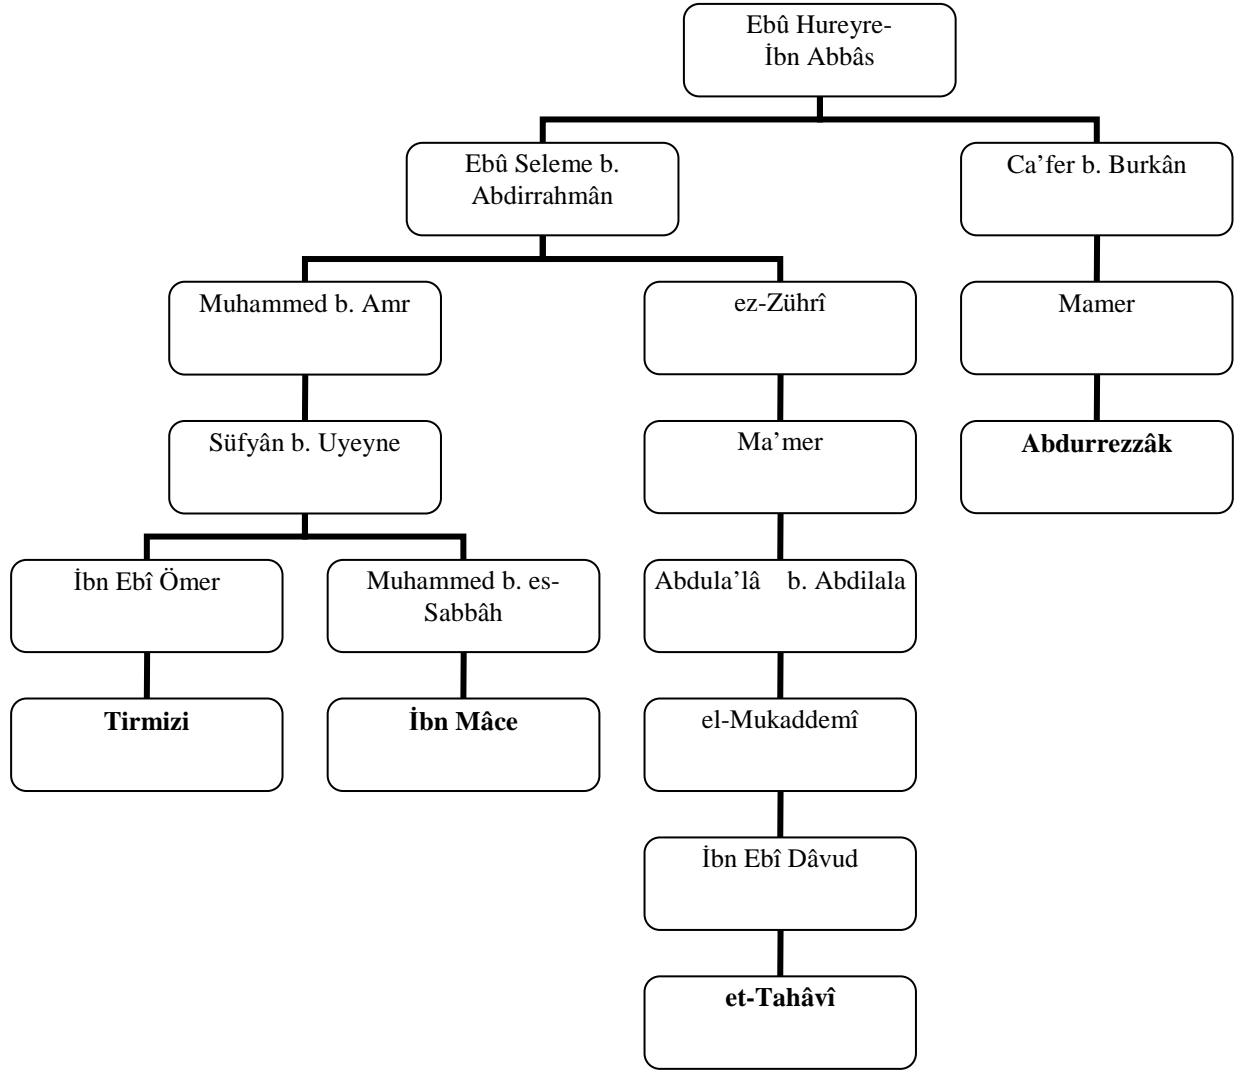 Ebû Hureyre-
İbn Abbâs
Ebû Seleme b.
Abdirrahmân
Ca’fer b. Burkân
Muhammed b. Amr
ez-Zührî
Mamer
Süfyân b. Uyeyne
Ma’mer
Abdurrezzâk
İbn Ebî Ömer
Muhammed b. es-
Sabbâh
Abdula’lâ b. Abdilala
Tirmizi
İbn Mâce
el-Mukaddemî
İbn Ebî Dâvud
et-Tahâvî